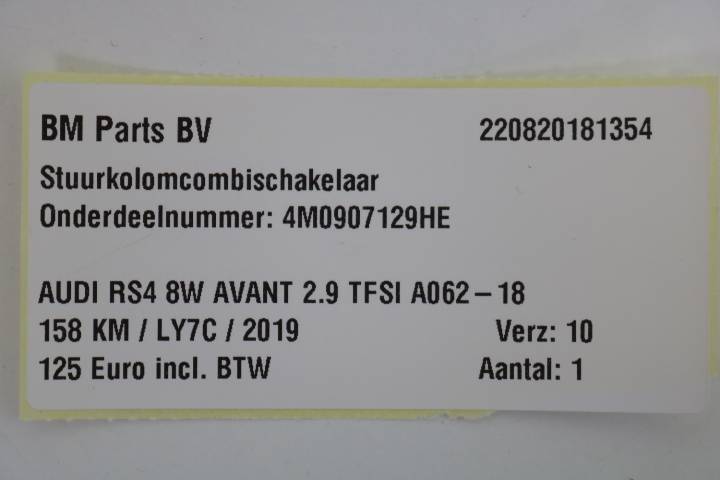 BM Parts BV 220820181354
Stuurkolomcombischakelaar
Onderdeelnummer: 4M0907129HE
AUDI RS4 8W AVANT 2.9 TFSI A062 – 18
158 KM / LY7C / 2019 Verz: 10
125 Euro incl. BTW Aantal: 1